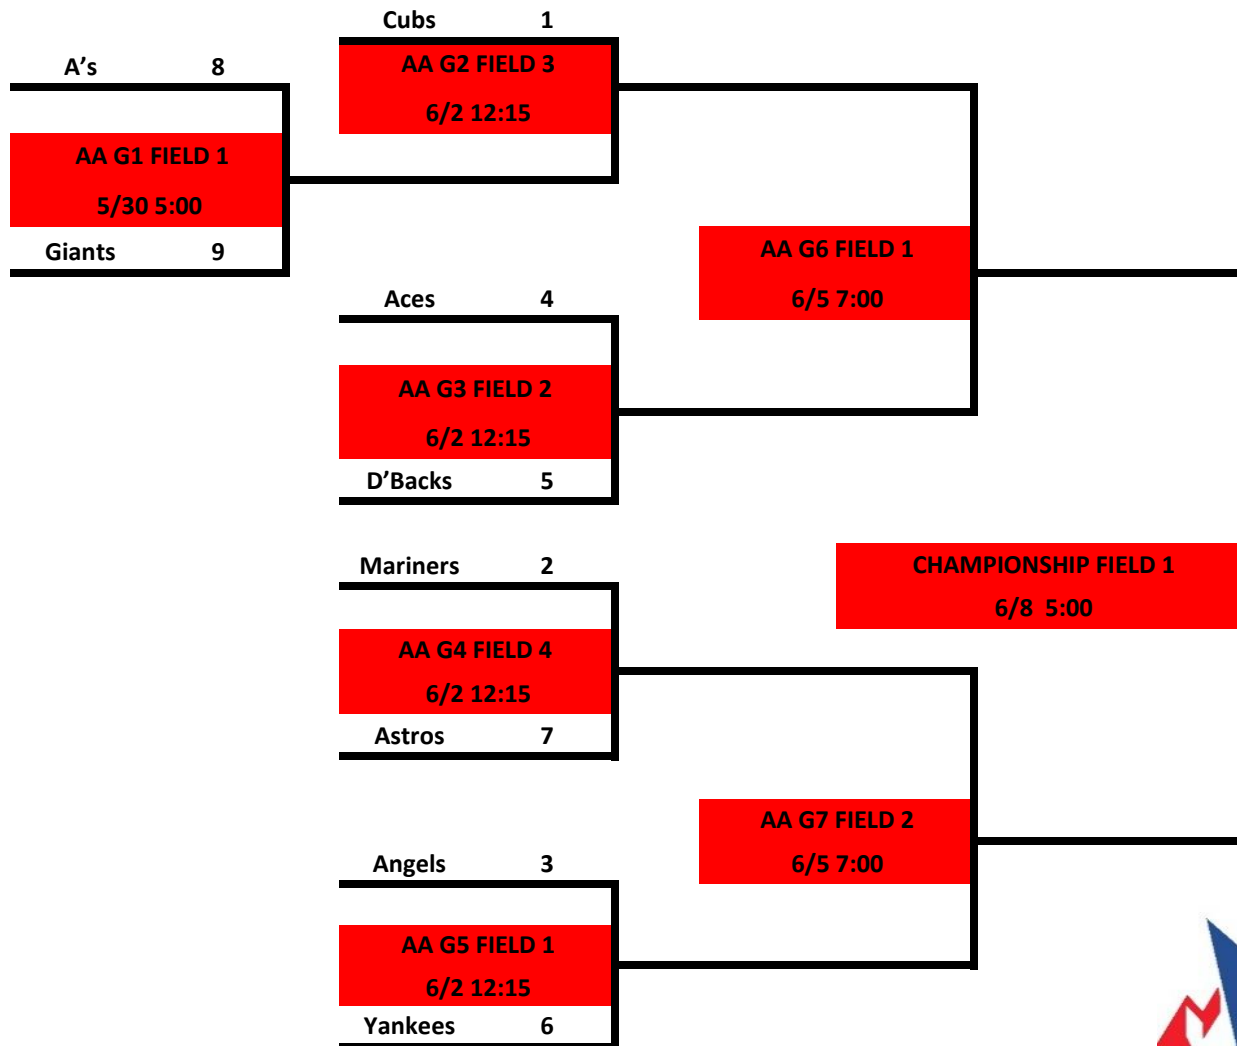 Cubs 1
A’s 8
AA G2 FIELD 3
6/2 12:15
AA G1 FIELD 1
5/30 5:00
Giants 9
AA G6 FIELD 1
6/5 7:00
Aces 4
AA G3 FIELD 2
6/2 12:15
D’Backs 5
Mariners 2
CHAMPIONSHIP FIELD 1
6/8 5:00
AA G4 FIELD 4
6/2 12:15
Astros 7
AA G7 FIELD 2
6/5 7:00
Angels 3
AA G5 FIELD 1
6/2 12:15
Yankees 6